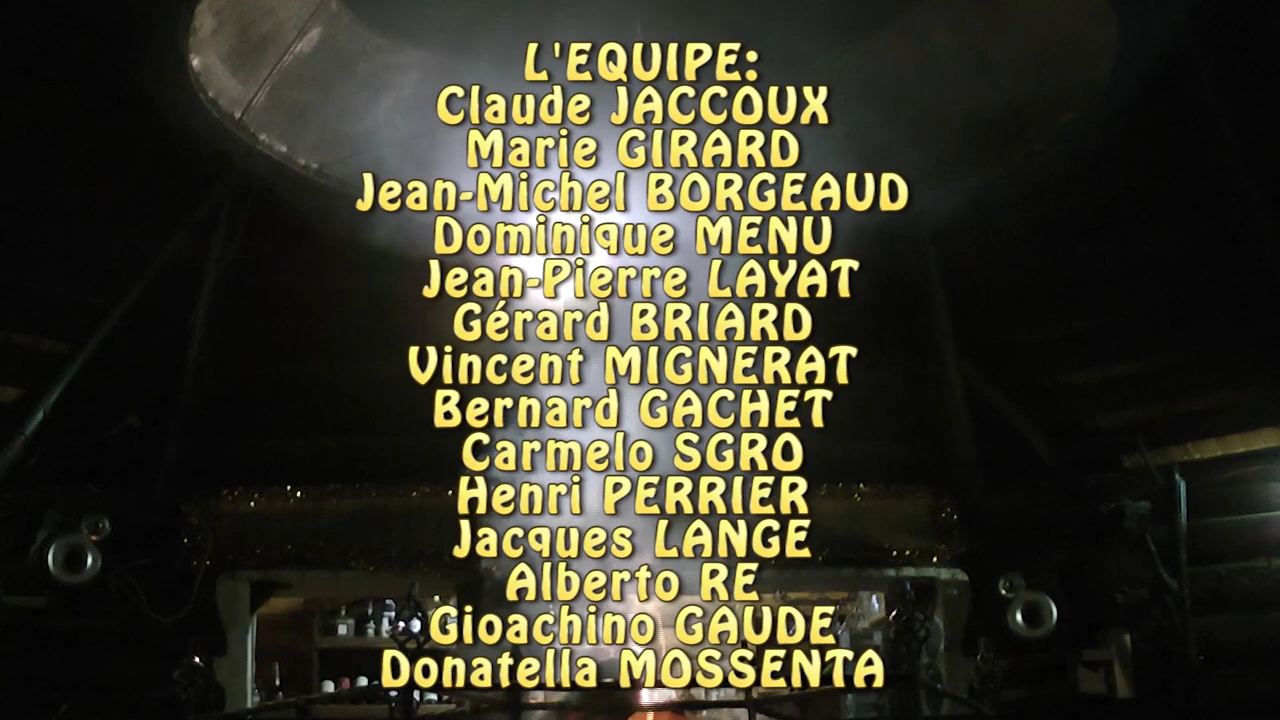 L'EQUIPE:
Claude JACCOUX
Marie GIRARD
Jean-Michel BORGEAUD
Dominique MENU
Jean-Pierre LAYAT
Gérard BRIARD
Vincent MIGNERAT
Bernard GACHET
Carmelo SGRO
Henri PERRIER
Jacques LANGE
Alberto RE
Gioachino GAUDE
Donatella MOSSENTA